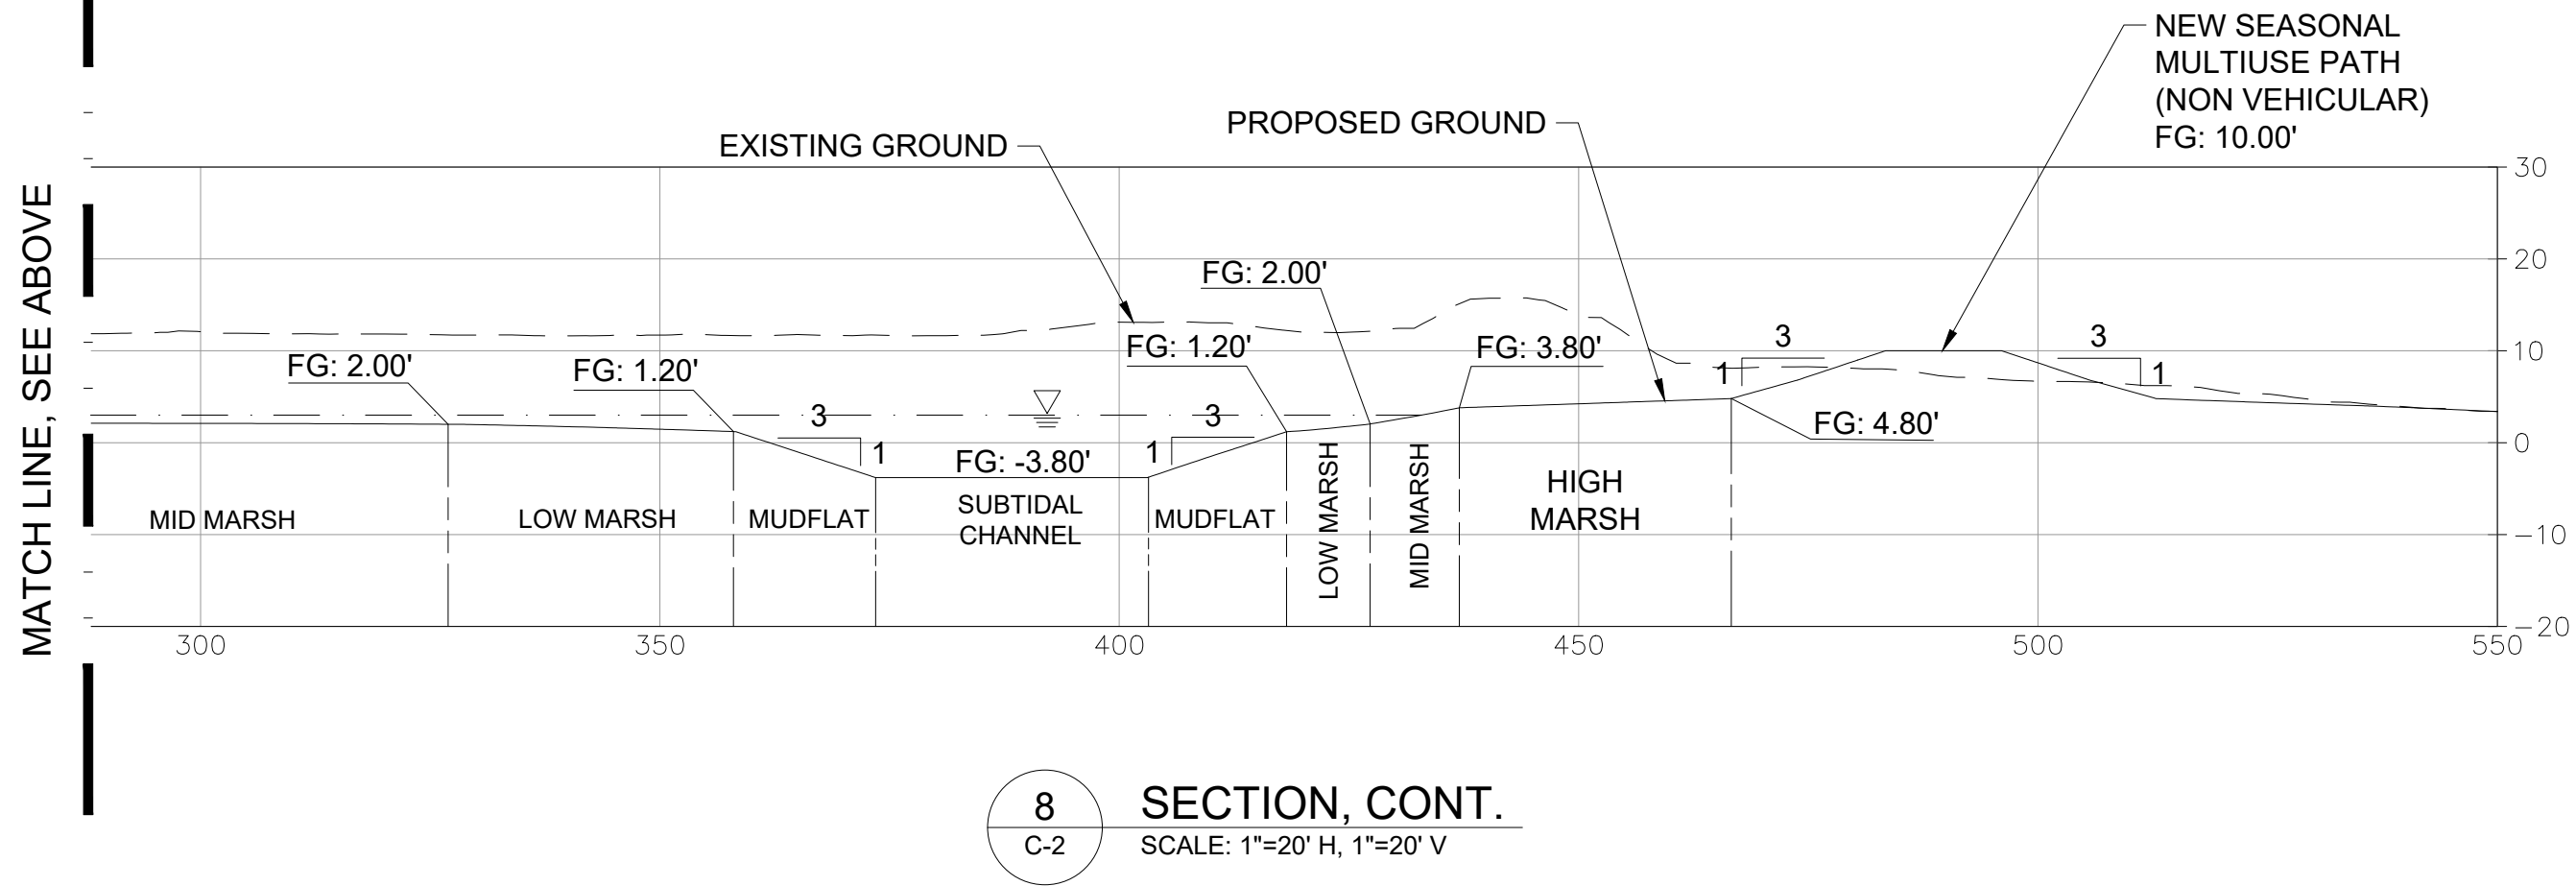 NEW SEASONAL
MULTIUSE PATH
(NON VEHICULAR)
FG: 10.00'
PROPOSED GROUND
EXISTING GROUND
MATCH LINE, SEE ABOVE
30
20
10
0
-10
-20
FG: 2.00'
FG: 1.20'
3
1
FG: -3.80'
3
1
FG: 1.20'
FG: 2.00'
FG: 3.80'
3
1
FG: 4.80'
3
1
MID MARSH
LOW MARSH
MUDFLAT
SUBTIDAL
CHANNEL
MUDFLAT
LOW MARSH
MID MARSH
HIGH
MARSH
300
350
400
450
500
550
8
C-2
SECTION, CONT.
SCALE: 1"=20' H, 1"=20' V